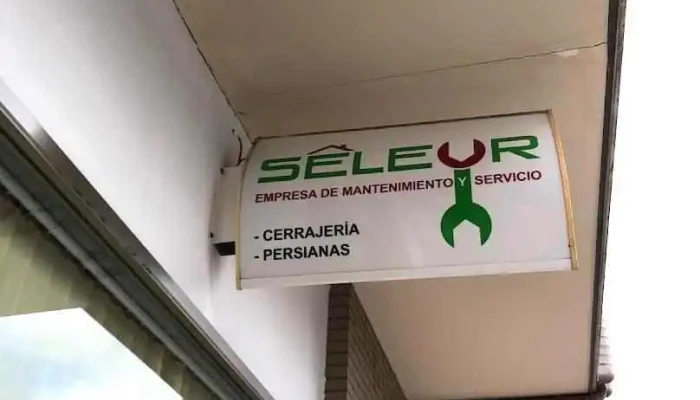 SELEUR
EMPRESA DE MANTENIMIENTO Y SERVICIO
- CERRAJERÍA
- PERSIANAS